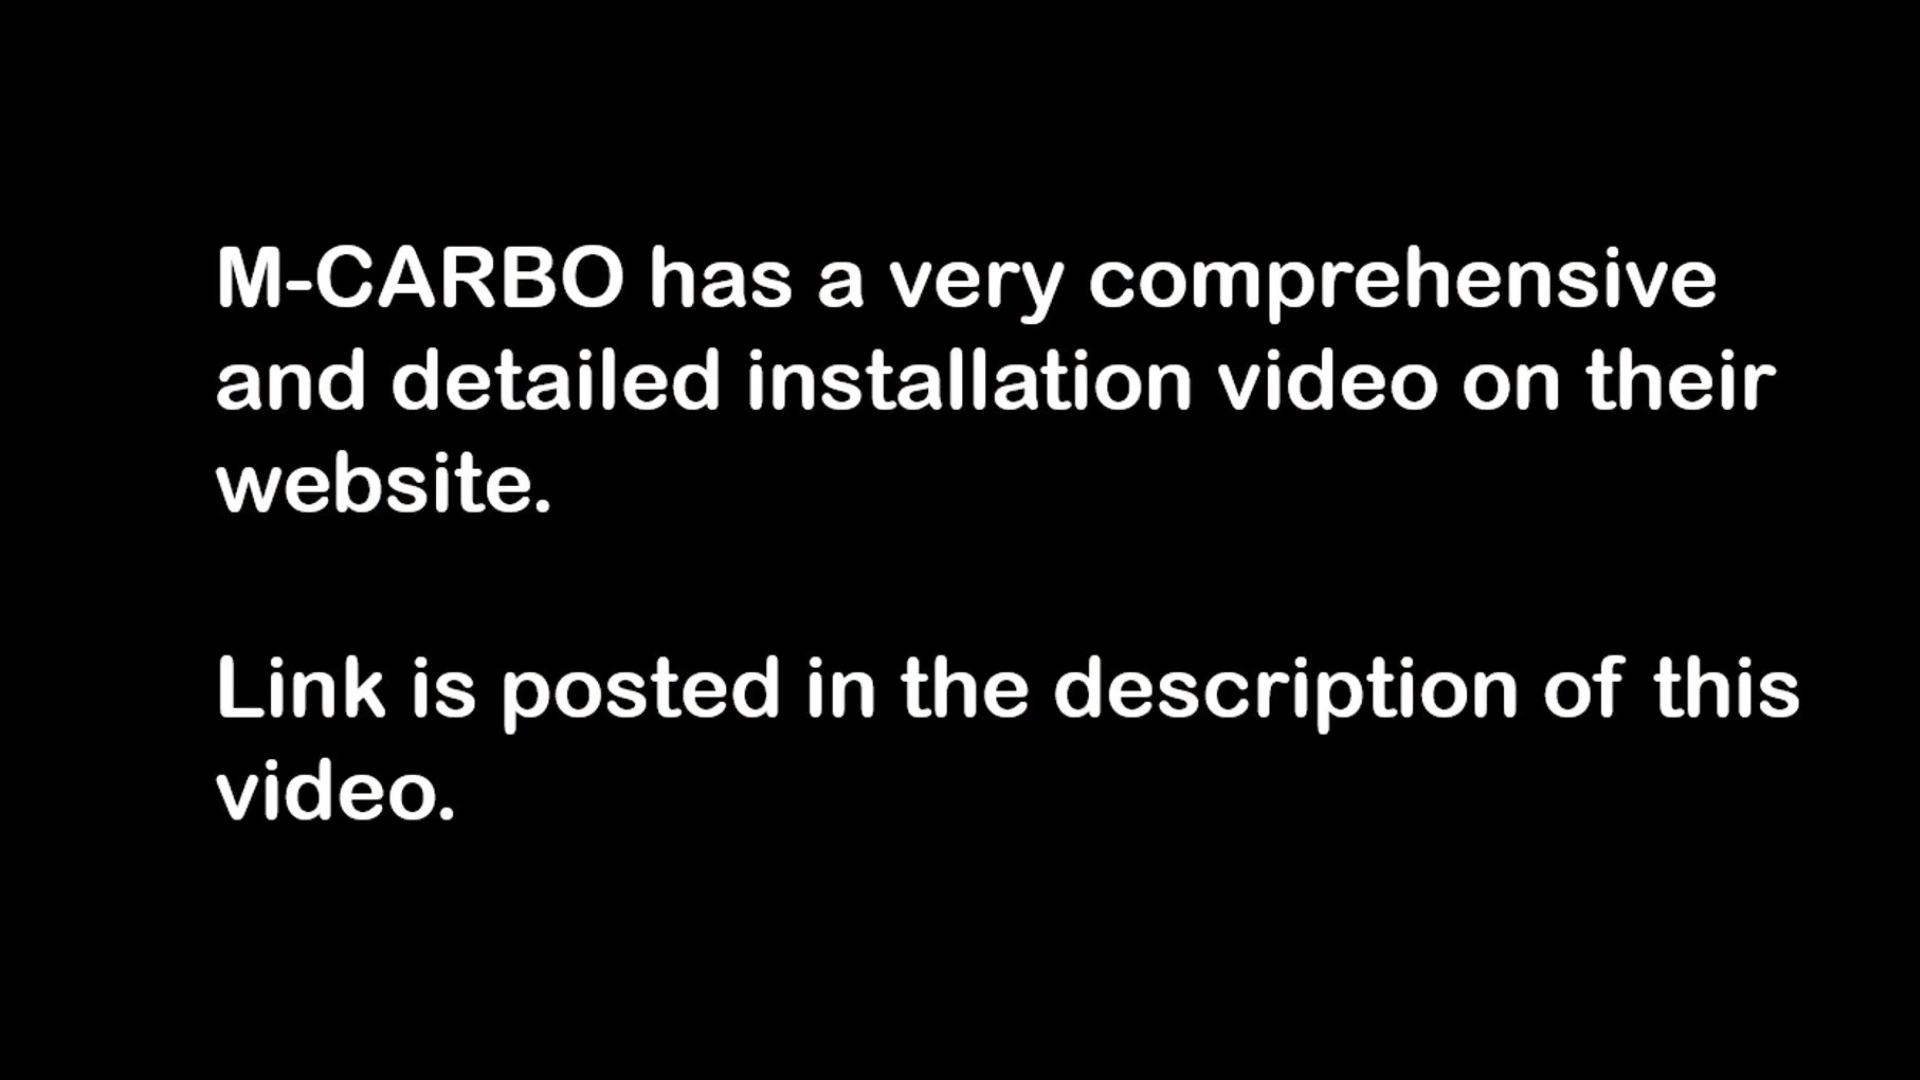 M-CARBO has a very comprehensive
and detailed installation video on their
website.
Link is posted in the description of this
video.